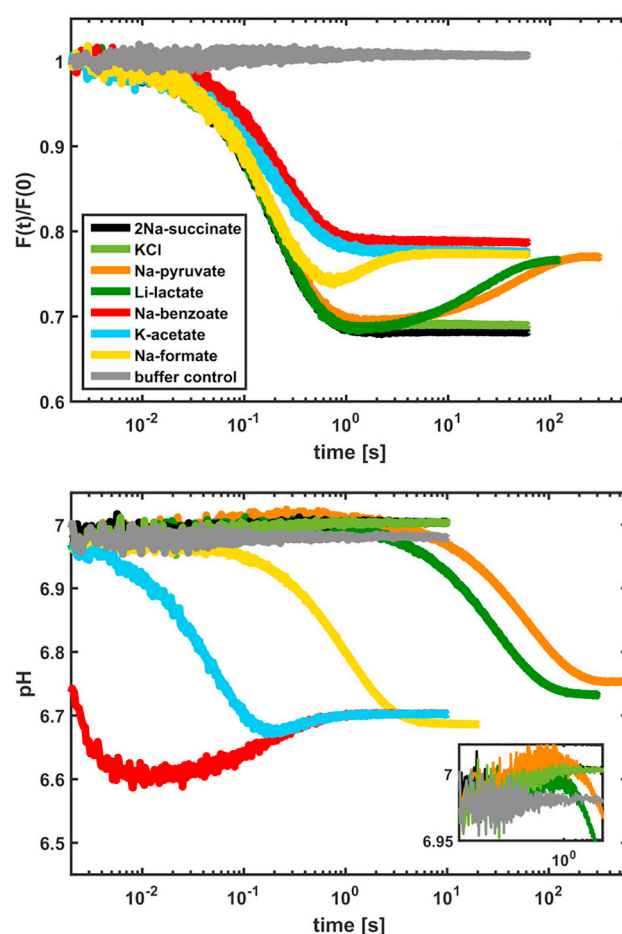 1
0.9
0.8
0.7
0.6
F(t)/F(0)
2Na-succinate
KCl
Na-pyruvate
Li-lactate
Na-benzoate
K-acetate
Na-formate
buffer control
10⁻² 10⁻¹ 10⁰ 10¹ 10²
time [s]
7
6.9
6.8
6.7
6.6
6.5
pH
7
6.95
10⁰
10⁻² 10⁻¹ 10⁰ 10¹ 10²
time [s]